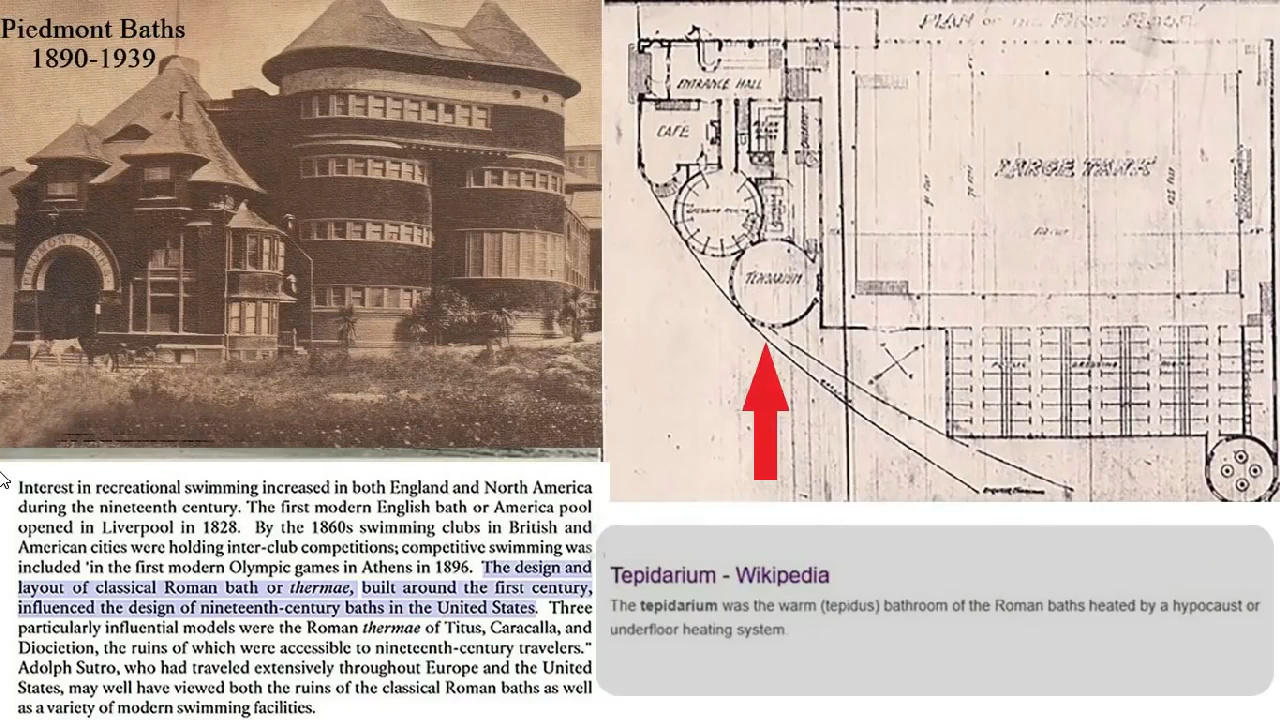 Piedmont Baths
1890-1939
PIEDMONT BATHS
PLAN OF THE FIRST FLOOR
ENTRANCE HALL
CAFE
LARGE TANK
TEPIDARIUM
Interest in recreational swimming increased in both England and North America
during the nineteenth century. The first modern English bath or America pool
opened in Liverpool in 1828. By the 1860s swimming clubs in British and
American cities were holding inter-club competitions; competitive swimming was
included 'in the first modern Olympic games in Athens in 1896. The design and
layout of classical Roman bath or thermae, built around the first century,
influenced the design of nineteenth-century baths in the United States. Three
particularly influential models were the Roman thermae of Titus, Caracalla, and
Diocietion, the ruins of which were accessible to nineteenth-century travelers."
Adolph Sutro, who had traveled extensively throughout Europe and the United
States, may well have viewed both the ruins of the classical Roman baths as well
as a variety of modern swimming facilities.
Tepidarium - Wikipedia
The tepidarium was the warm (tepidus) bathroom of the Roman baths heated by a hypocaust or
underfloor heating system.